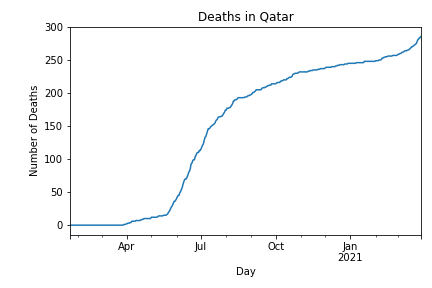 Deaths in Qatar
300
250
200
150
100
50
0
Number of Deaths
Apr
Jul
Oct
Jan
2021
Day